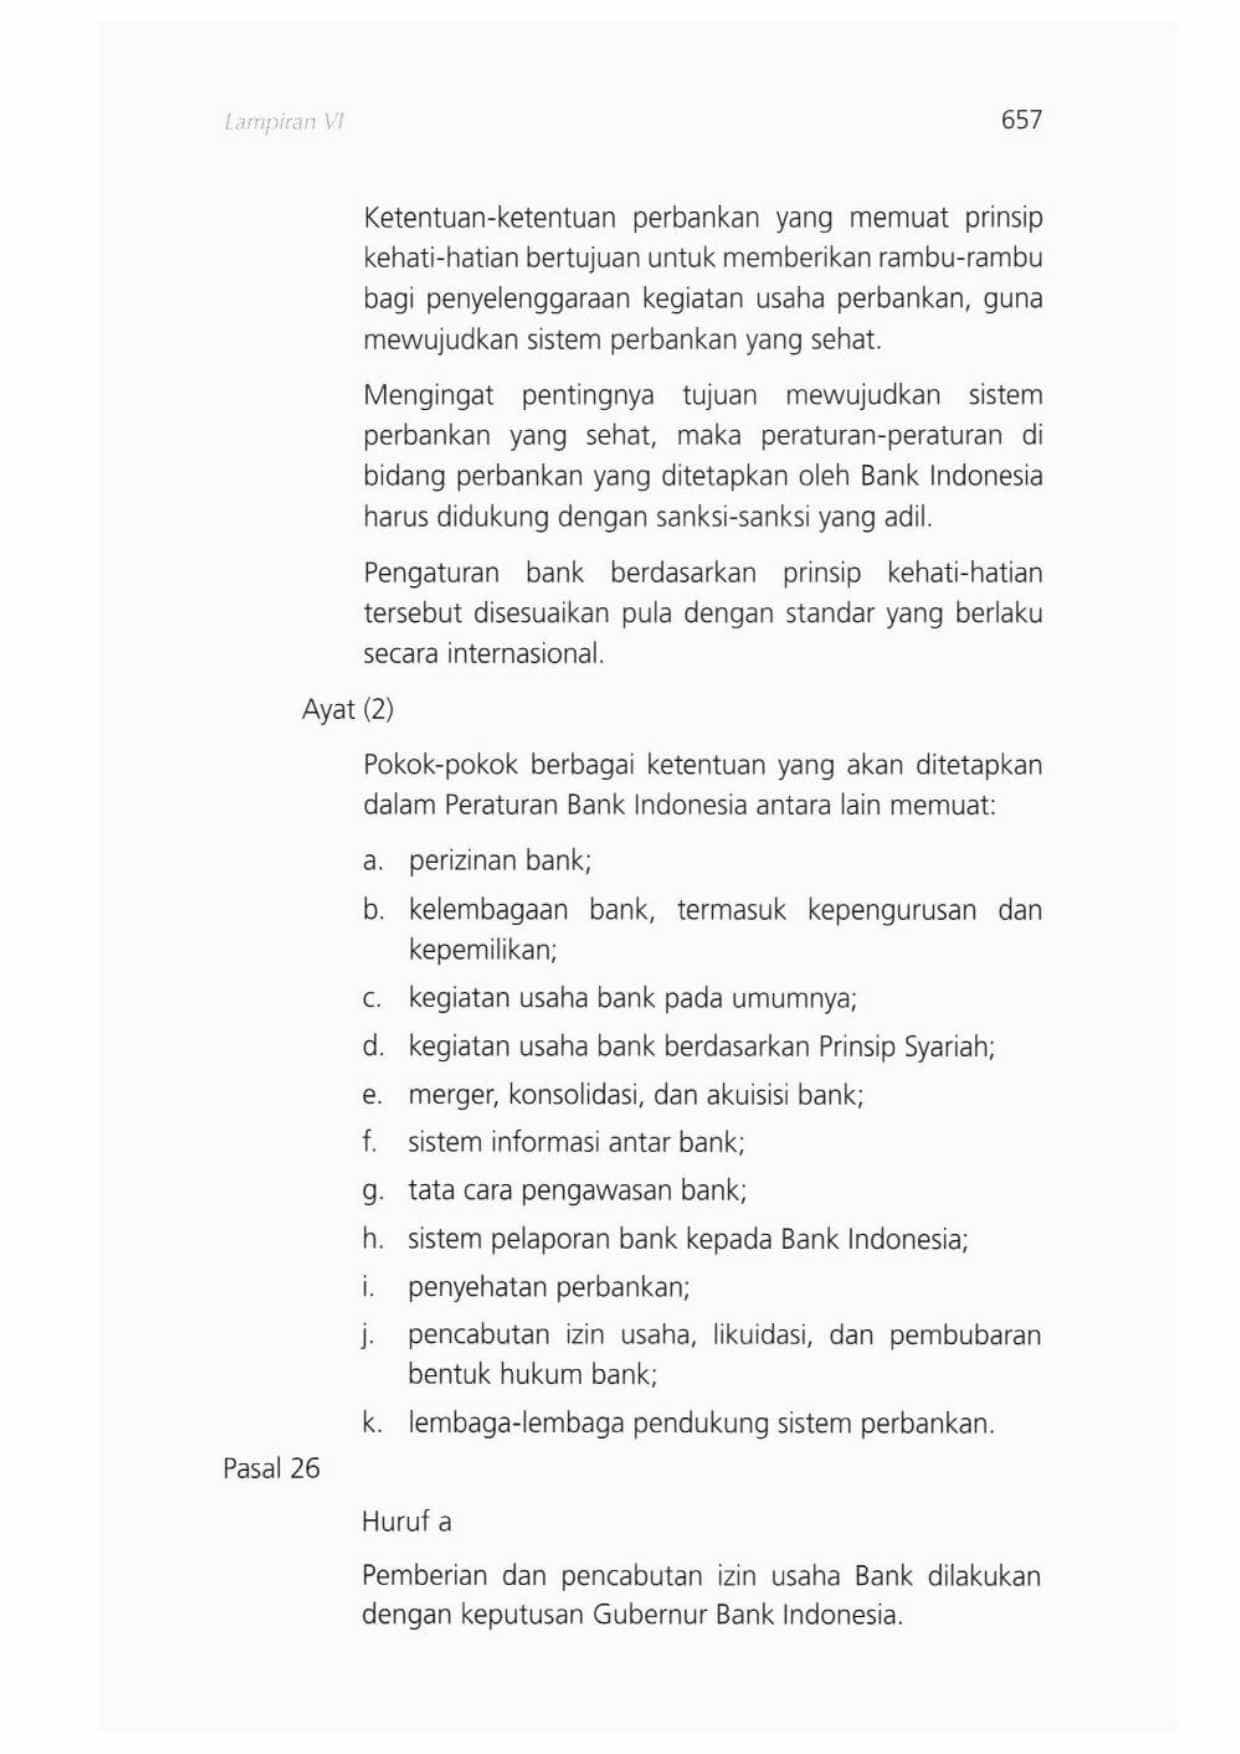 Lampiran VI
657
Ketentuan-ketentuan perbankan yang memuat prinsip
kehati-hatian bertujuan untuk memberikan rambu-rambu
bagi penyelenggaraan kegiatan usaha perbankan, guna
mewujudkan sistem perbankan yang sehat.
Mengingat pentingnya tujuan mewujudkan sistem
perbankan yang sehat, maka peraturan-peraturan di
bidang perbankan yang ditetapkan oleh Bank Indonesia
harus didukung dengan sanksi-sanksi yang adil.
Pengaturan bank berdasarkan prinsip kehati-hatian
tersebut disesuaikan pula dengan standar yang berlaku
secara internasional.
Ayat (2)
Pokok-pokok berbagai ketentuan yang akan ditetapkan
dalam Peraturan Bank Indonesia antara lain memuat:
a. perizinan bank;
b. kelembagaan bank, termasuk kepengurusan dan
kepemilikan;
c. kegiatan usaha bank pada umumnya;
d. kegiatan usaha bank berdasarkan Prinsip Syariah;
e. merger, konsolidasi, dan akuisisi bank;
f. sistem informasi antar bank;
g. tata cara pengawasan bank;
h. sistem pelaporan bank kepada Bank Indonesia;
i. penyehatan perbankan;
j. pencabutan izin usaha, likuidasi, dan pembubaran
bentuk hukum bank;
k. lembaga-lembaga pendukung sistem perbankan.
Pasal 26
Huruf a
Pemberian dan pencabutan izin usaha Bank dilakukan
dengan keputusan Gubernur Bank Indonesia.